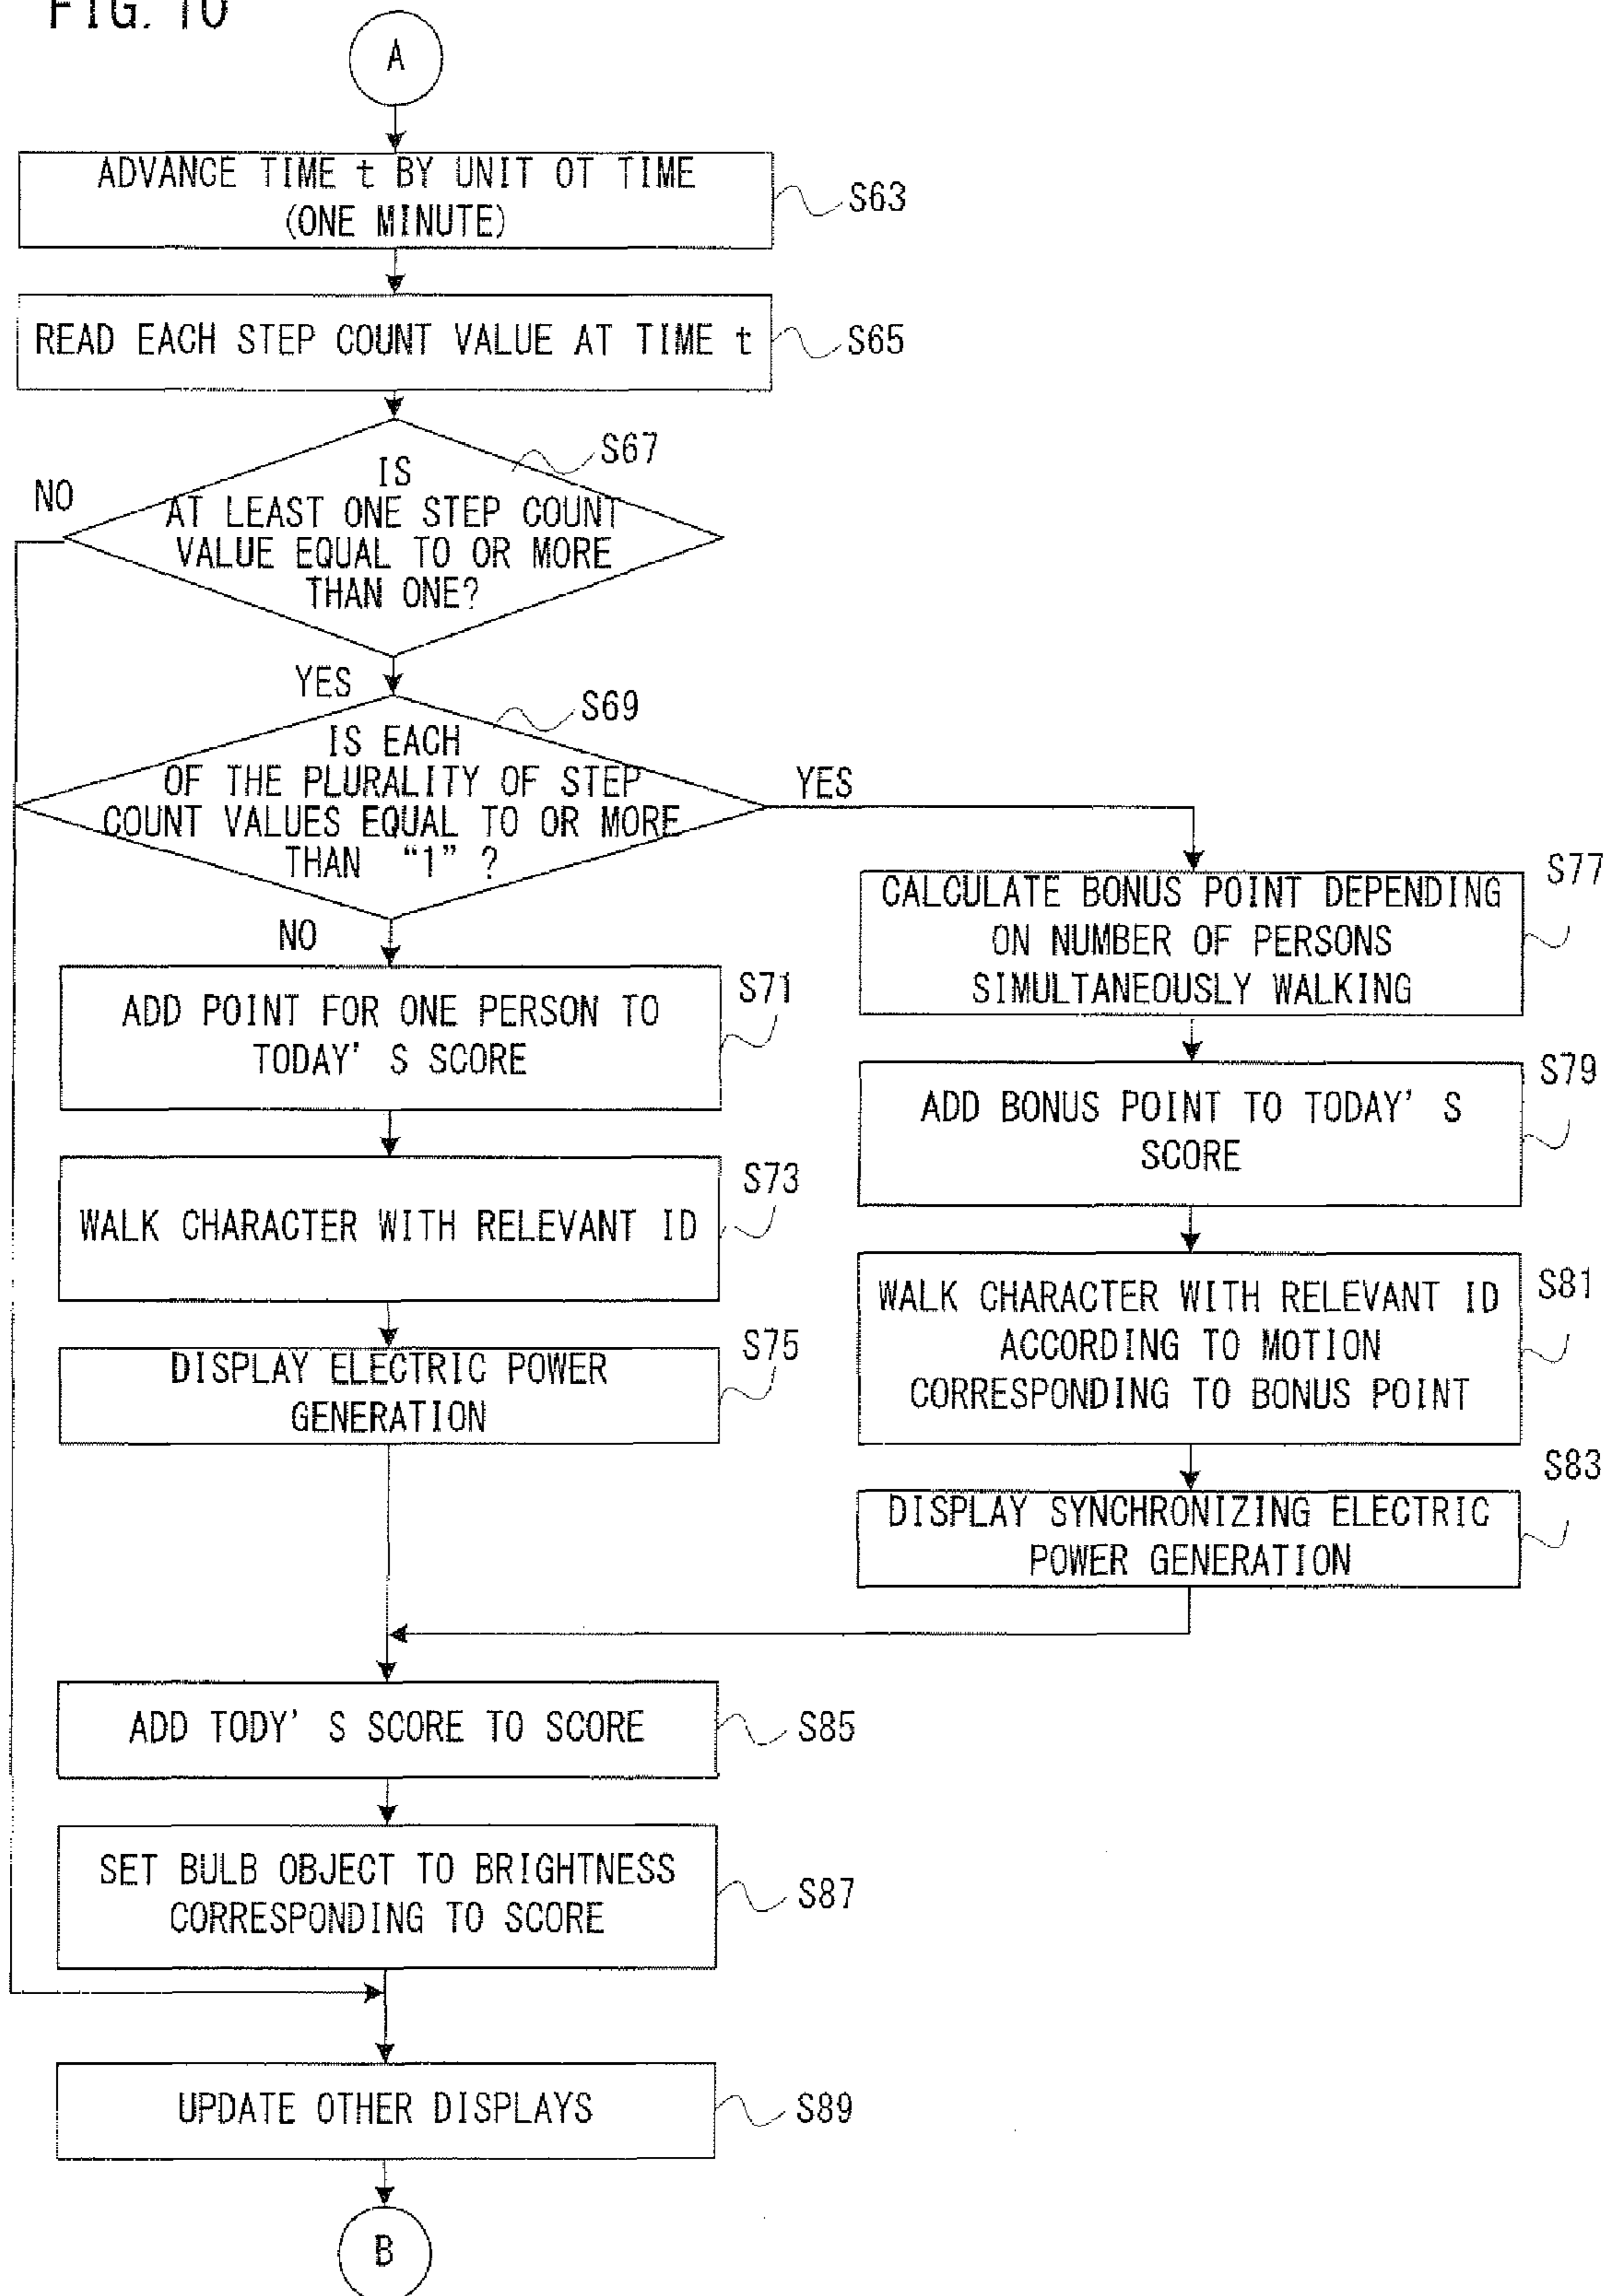 FIG. 10
A
ADVANCE TIME t BY UNIT OT TIME
(ONE MINUTE)
S63
READ EACH STEP COUNT VALUE AT TIME t
S65
S67
IS
AT LEAST ONE STEP COUNT
VALUE EQUAL TO OR MORE
THAN ONE?
NO
YES
S69
IS EACH
OF THE PLURALITY OF STEP
COUNT VALUES EQUAL TO OR MORE
THAN “1” ?
YES
NO
ADD POINT FOR ONE PERSON TO
TODAY' S SCORE
S71
WALK CHARACTER WITH RELEVANT ID
S73
DISPLAY ELECTRIC POWER
GENERATION
S75
CALCULATE BONUS POINT DEPENDING
ON NUMBER OF PERSONS
SIMULTANEOUSLY WALKING
S77
ADD BONUS POINT TO TODAY' S
SCORE
S79
WALK CHARACTER WITH RELEVANT ID
ACCORDING TO MOTION
CORRESPONDING TO BONUS POINT
S81
DISPLAY SYNCHRONIZING ELECTRIC
POWER GENERATION
S83
ADD TODY' S SCORE TO SCORE
S85
SET BULB OBJECT TO BRIGHTNESS
CORRESPONDING TO SCORE
S87
UPDATE OTHER DISPLAYS
S89
B